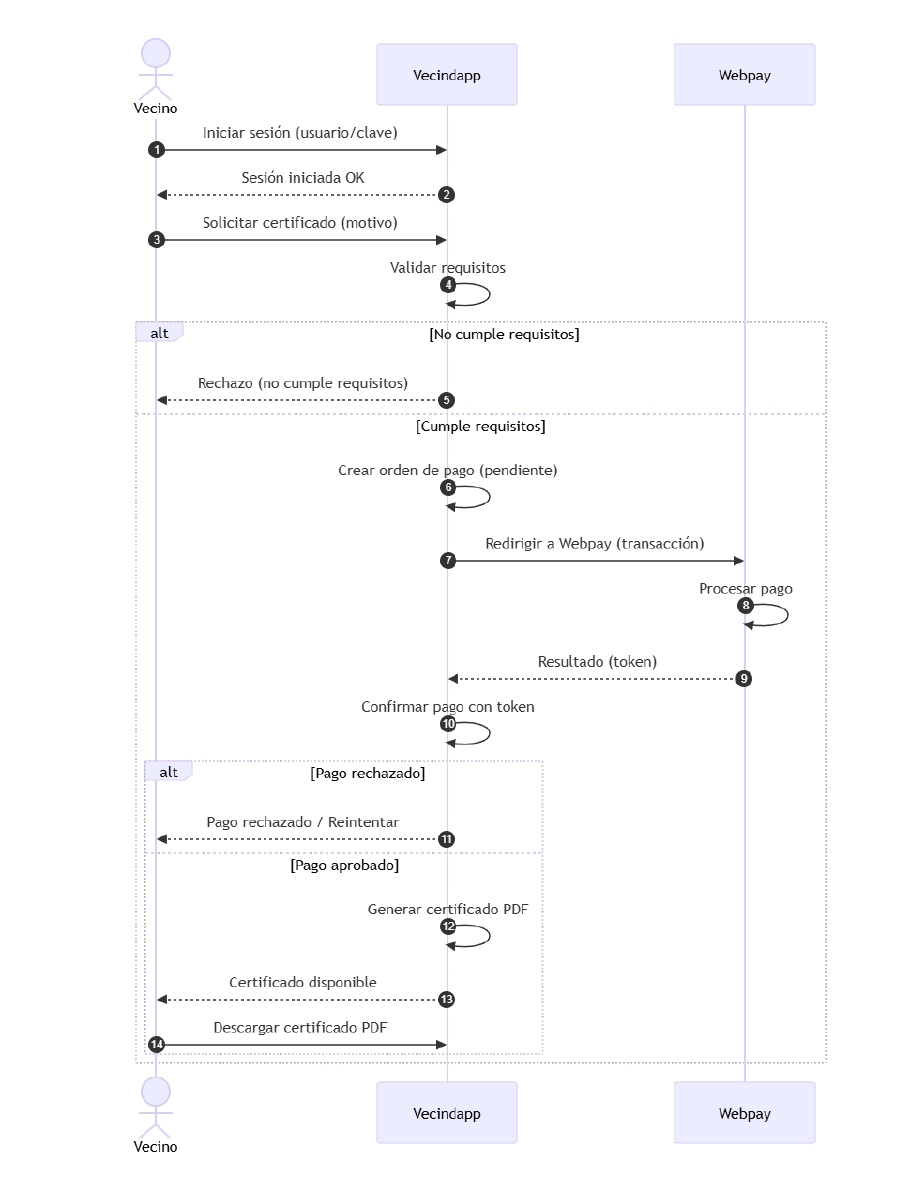 Vecino
Vecindapp
Webpay
Iniciar sesión (usuario/clave)
1
Sesión iniciada OK
2
Solicitar certificado (motivo)
3
Validar requisitos
4
alt
[No cumple requisitos]
Rechazo (no cumple requisitos)
5
[Cumple requisitos]
Crear orden de pago (pendiente)
6
Redirigir a Webpay (transacción)
7
Procesar pago
8
Resultado (token)
9
Confirmar pago con token
10
alt
[Pago rechazado]
Pago rechazado / Reintentar
11
[Pago aprobado]
Generar certificado PDF
12
Certificado disponible
13
Descargar certificado PDF
14
Vecino
Vecindapp
Webpay